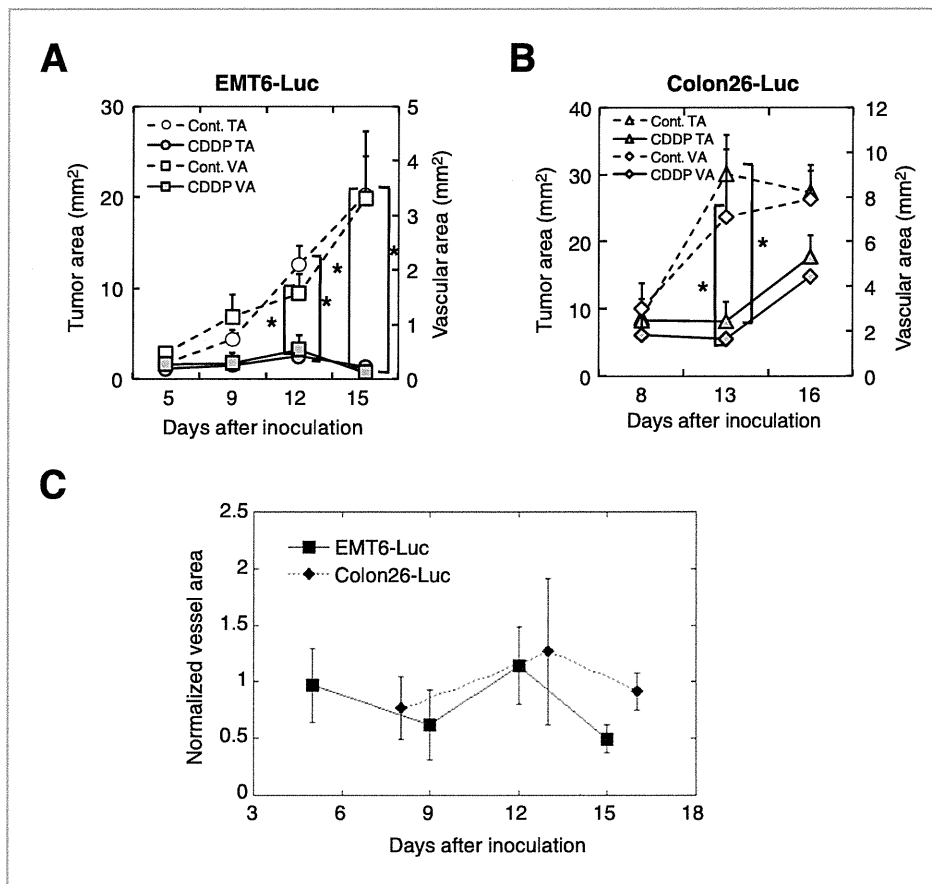 A
EMT6-Luc
30
20
10
0
Tumor area (mm²)
Cont. TA
CDDP TA
Cont. VA
CDDP VA
*
*
*
*
5
4
3
2
1
0
Vascular area (mm²)
5 9 12 15
Days after inoculation
B
Colon26-Luc
40
30
20
10
0
Tumor area (mm²)
Cont. TA
CDDP TA
Cont. VA
CDDP VA
*
*
12
10
8
6
4
2
0
Vascular area (mm²)
8 13 16
Days after inoculation
C
2.5
2
1.5
1
0.5
0
Normalized vessel area
EMT6-Luc
Colon26-Luc
3 6 9 12 15 18
Days after inoculation